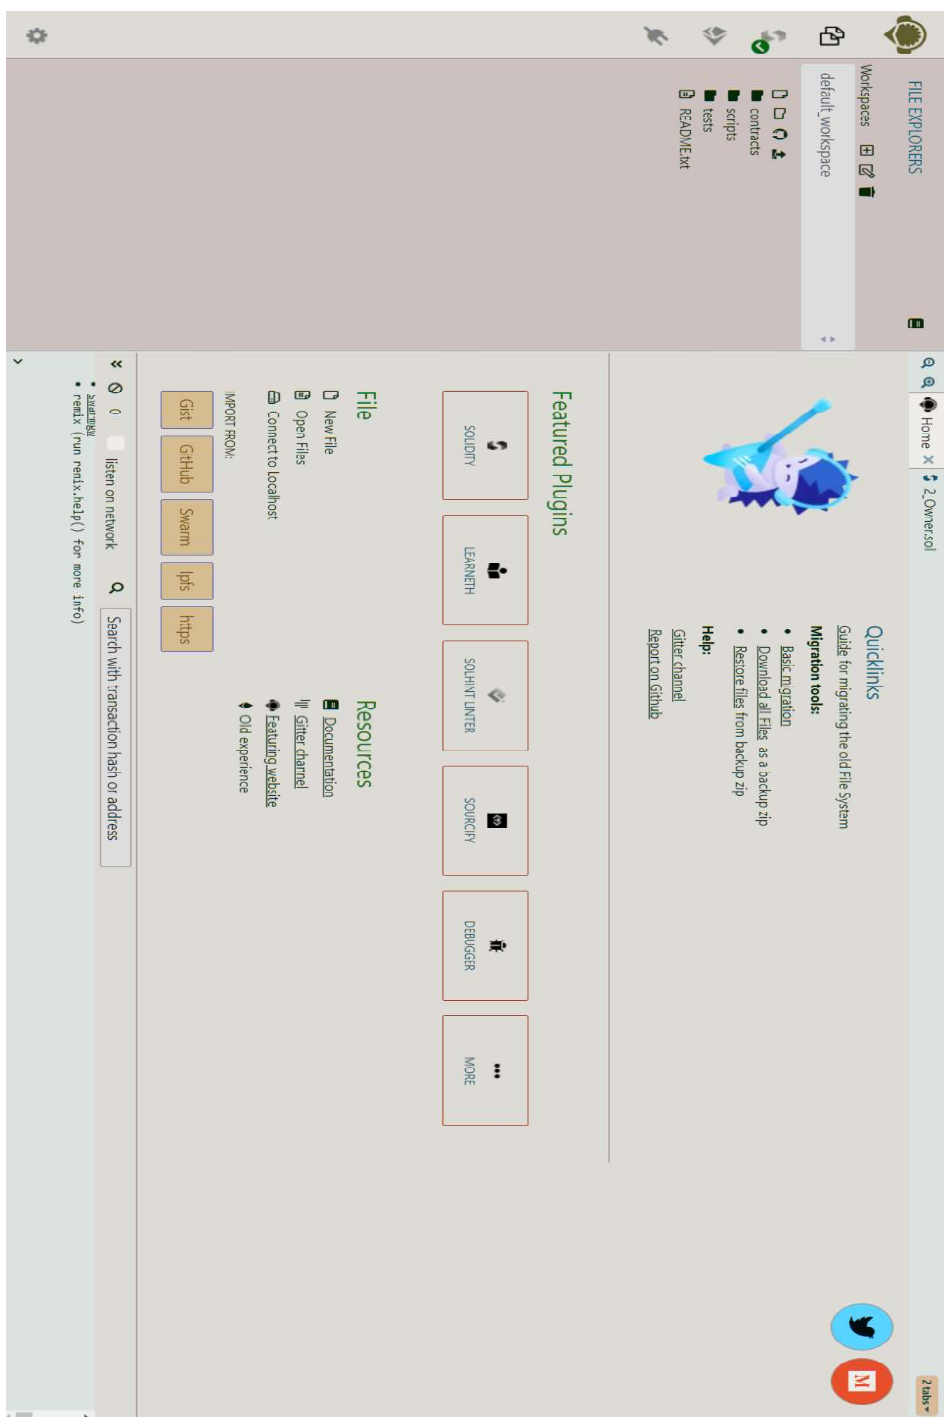 FILE EXPLORERS
Workspaces
default_workspace
contracts
scripts
tests
README.txt
Home
2_Owner.sol
2 tabs
Quicklinks
Guide for migrating the old File System
Migration tools:
Basic migration
Download all Files as a backup zip
Restore files from backup zip
Help:
Gitter channel
Report on Github
M
Featured Plugins
SOLIDITY
LEARNETH
SOLHINT LINTER
SOURCIFY
DEBUGGER
MORE
File
New File
Open Files
Connect to Localhost
IMPORT FROM:
Gist
GitHub
Swarm
Ipfs
https
Resources
Documentation
Gitter channel
Featuring website
Old experience
0
listen on network
Search with transaction hash or address
swarmgw
remix (run remix.help() for more info)
>